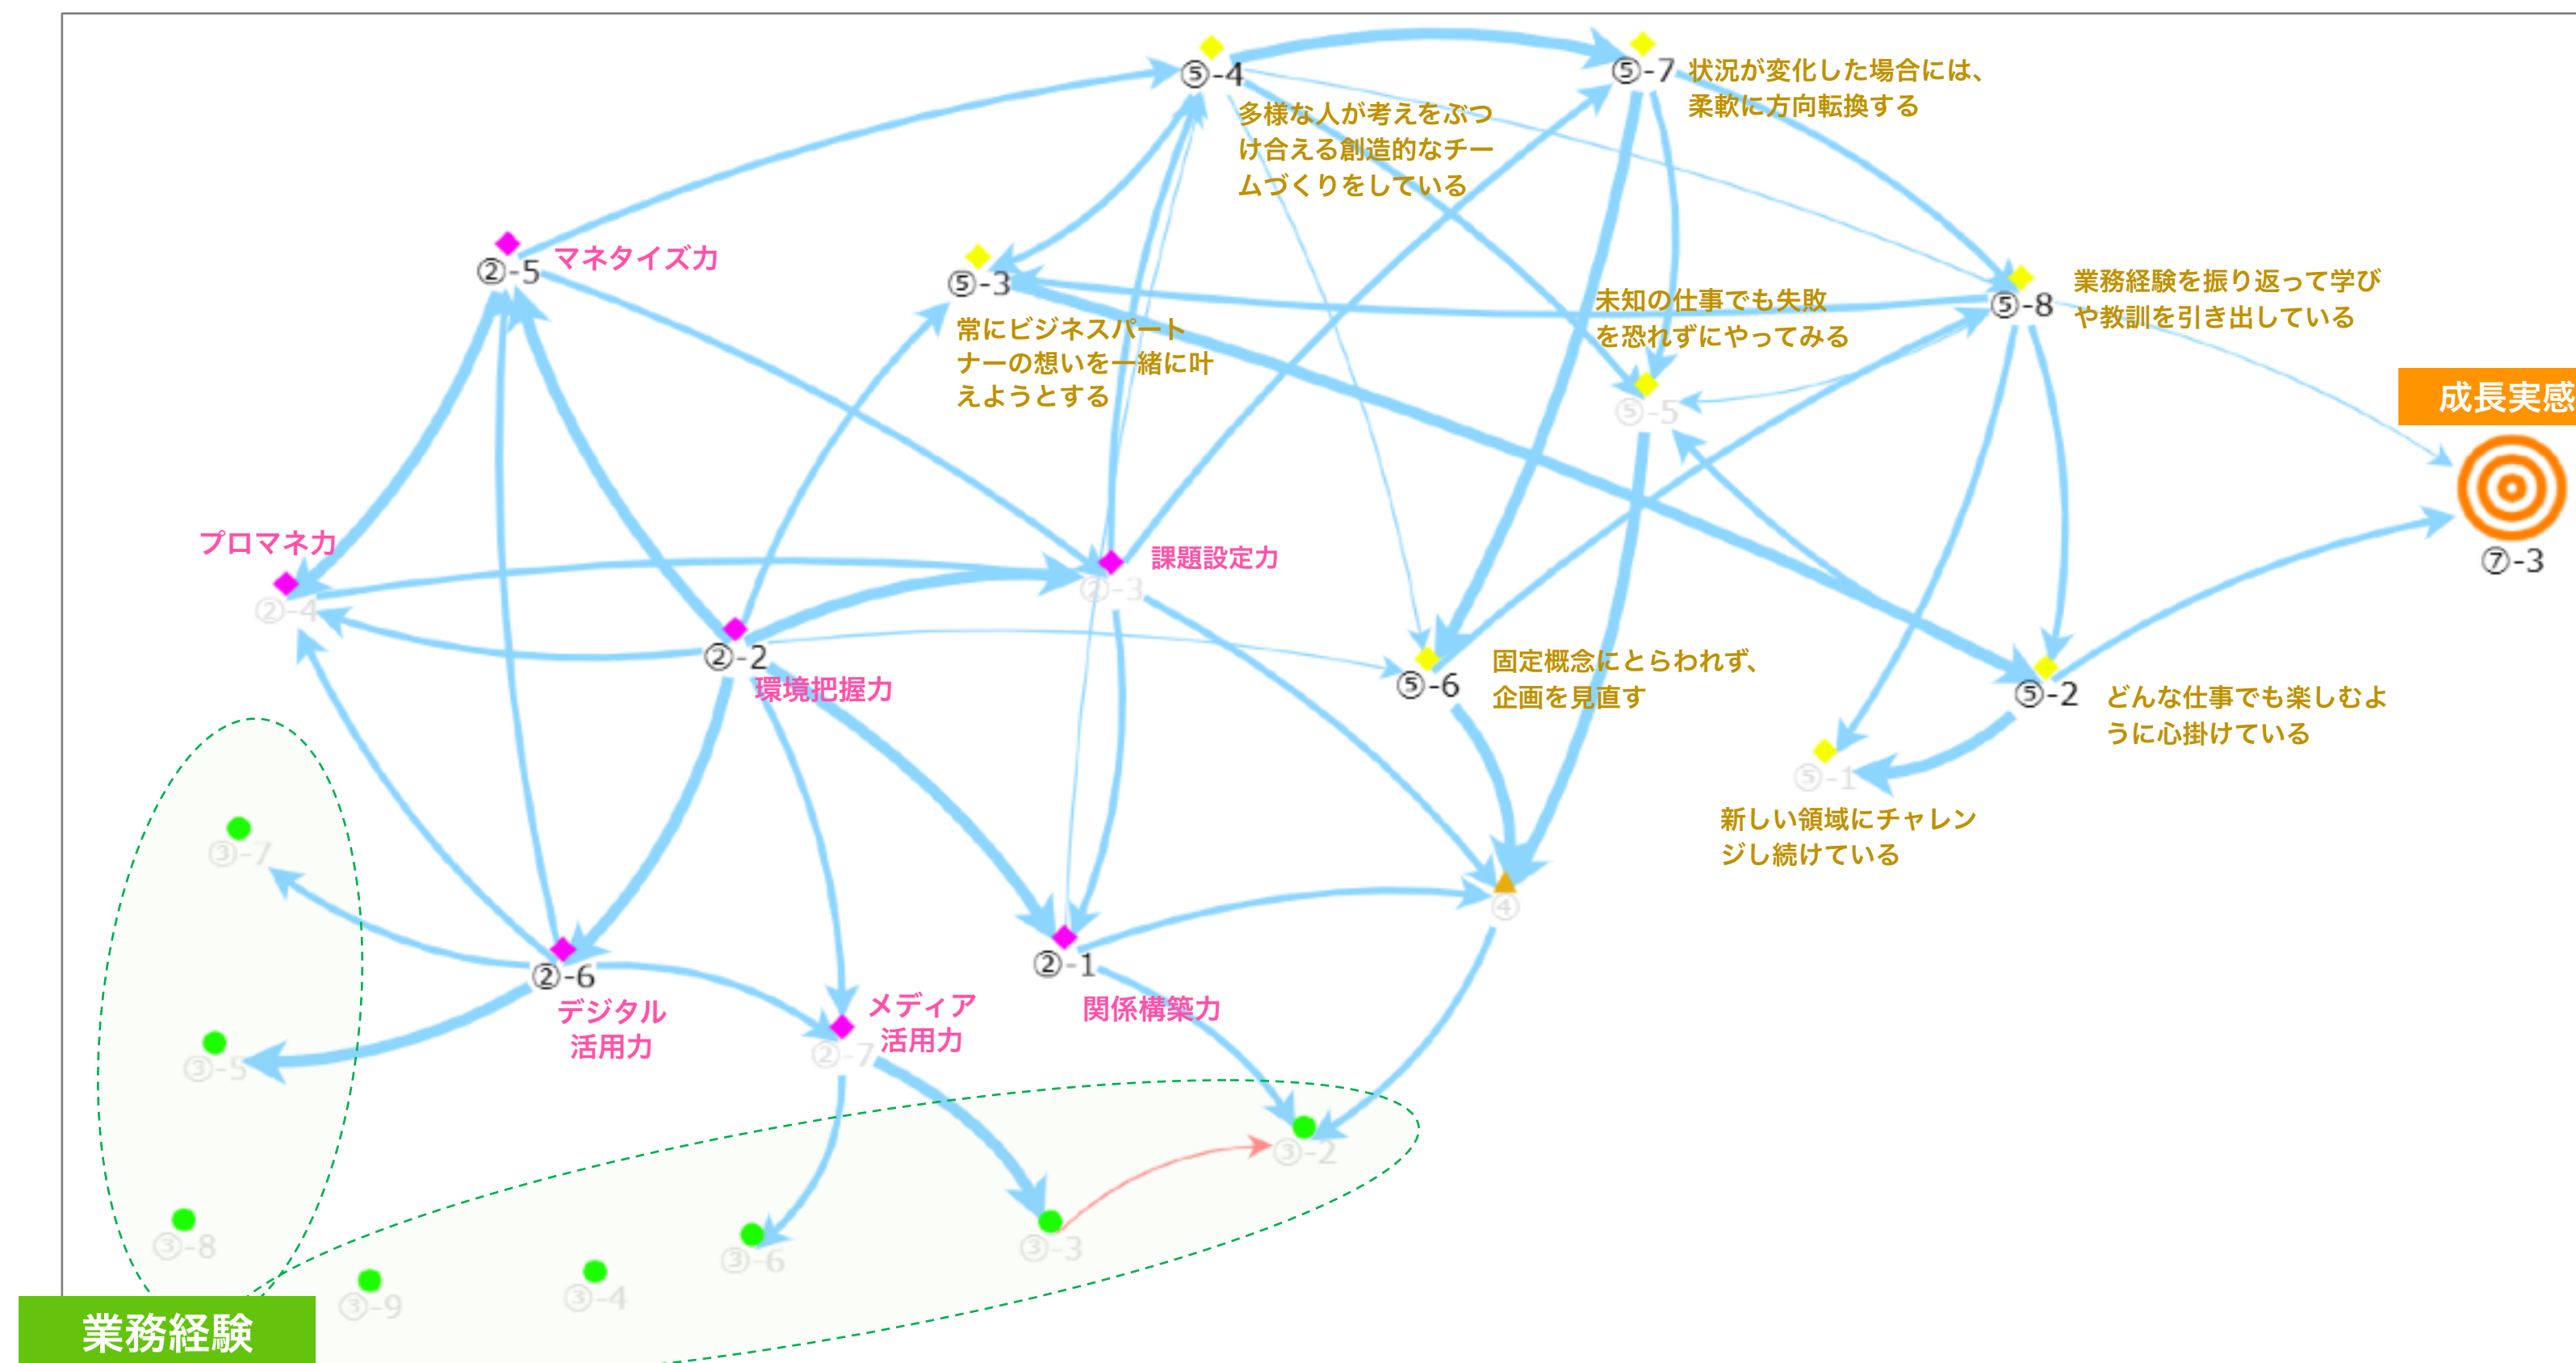 ⑤-4
多様な人が考えをぶつ
け合える創造的なチー
ムづくりをしている
⑤-7
状況が変化した場合には、
柔軟に方向転換する
②-5
マネタイズ力
⑤-3
常にビジネスパート
ナーの想いを一緒に叶
えようとする
未知の仕事でも失敗
を恐れずにやってみる
⑤-5
⑤-8
業務経験を振り返って学び
や教訓を引き出している
成長実感
⑦-3
プロマネ力
②-4
②-3
課題設定力
②-2
環境把握力
⑤-6
固定概念にとらわれず、
企画を見直す
⑤-2
どんな仕事でも楽しむよ
うに心掛けている
⑤-1
新しい領域にチャレン
ジし続けている
③-7
④
②-6
デジタル
活用力
②-7
メディア
活用力
②-1
関係構築力
③-5
③-2
③-8
③-6
③-3
③-9
③-4
業務経験